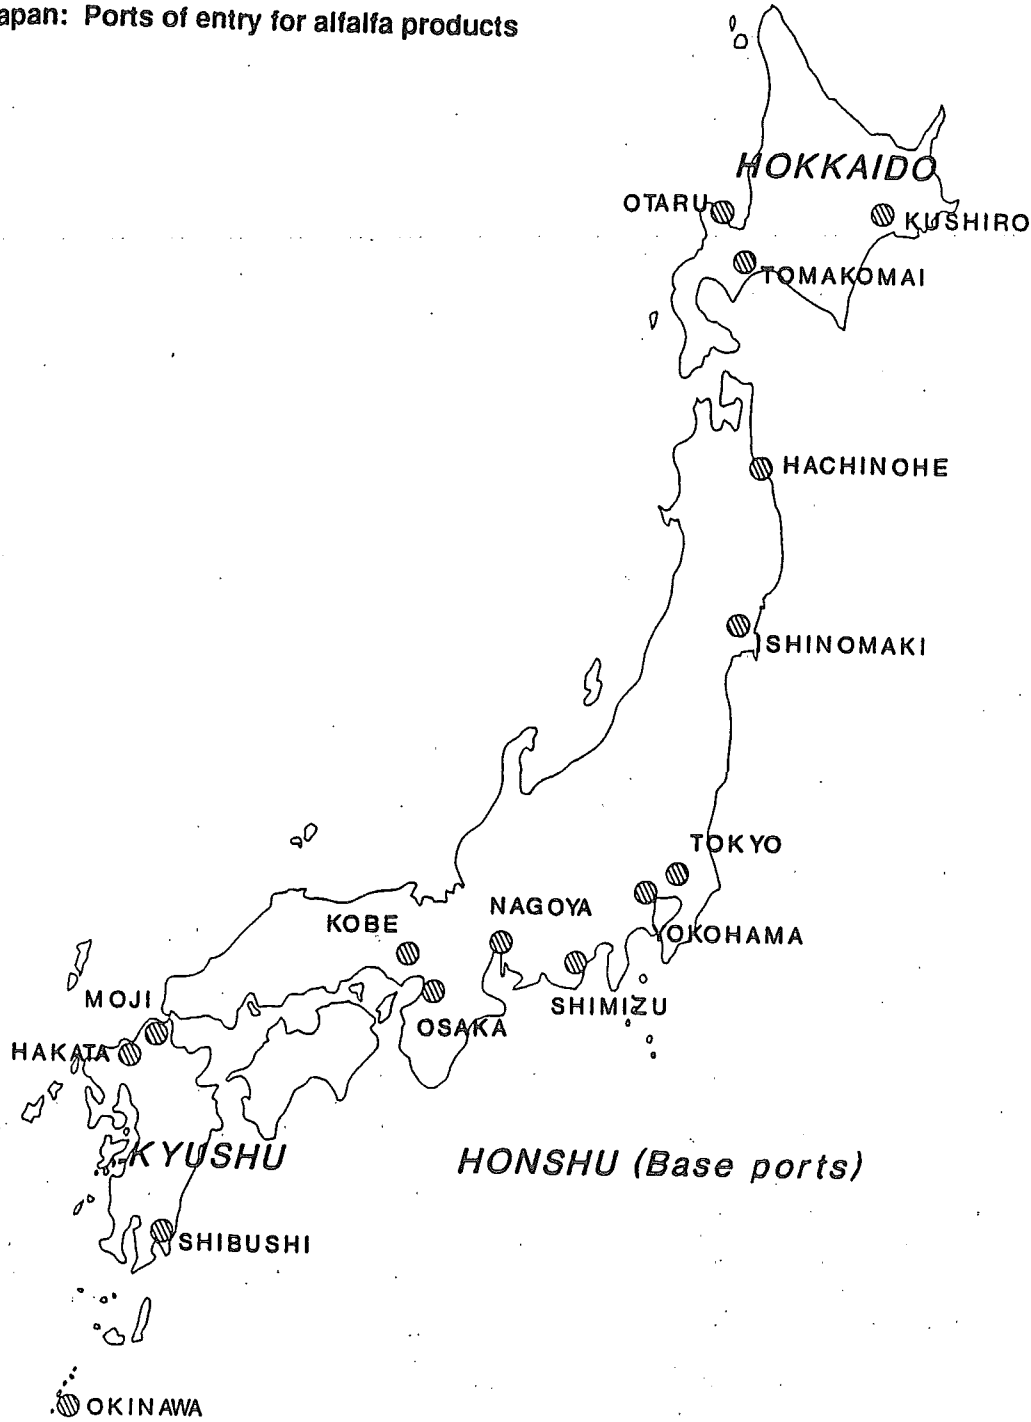 apan: Ports of entry for alfalfa products
HOKKAIDO
OTARU
KUSHIRO
TOMAKOMAI
HACHINOHE
ISHINOMAKI
TOKYO
NAGOYA
KOBE
YOKOHAMA
MOJI
SHIMIZU
OSAKA
HAKATA
KYUSHU
HONSHU (Base ports)
SHIBUSHI
OKINAWA